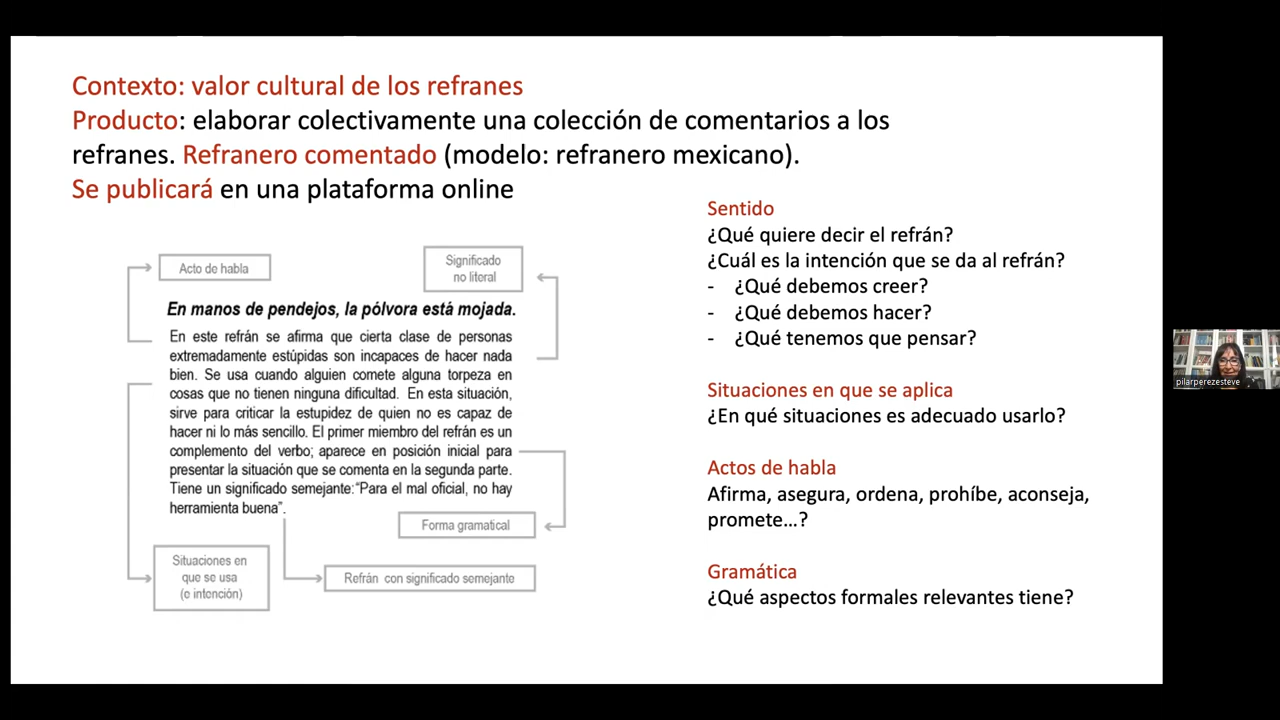 Contexto: valor cultural de los refranes
Producto: elaborar colectivamente una colección de comentarios a los
refranes. Refranero comentado (modelo: refranero mexicano).
Se publicará en una plataforma online
Acto de habla
Significado
no literal
En manos de pendejos, la pólvora está mojada.
En este refrán se afirma que cierta clase de personas
extremadamente estúpidas son incapaces de hacer nada
bien. Se usa cuando alguien comete alguna torpeza en
cosas que no tienen ninguna dificultad. En esta situación,
sirve para criticar la estupidez de quien no es capaz de
hacer ni lo más sencillo. El primer miembro del refrán es un
complemento del verbo; aparece en posición inicial para
presentar la situación que se comenta en la segunda parte.
Tiene un significado semejante:“Para el mal oficial, no hay
herramienta buena”.
Forma gramatical
Situaciones en
que se usa
(e intención)
Refrán con significado semejante
Sentido
¿Qué quiere decir el refrán?
¿Cuál es la intención que se da al refrán?
- ¿Qué debemos creer?
- ¿Qué debemos hacer?
- ¿Qué tenemos que pensar?
Situaciones en que se aplica
¿En qué situaciones es adecuado usarlo?
Actos de habla
Afirma, asegura, ordena, prohíbe, aconseja,
promete…?
Gramática
¿Qué aspectos formales relevantes tiene?
pilarperezesteve